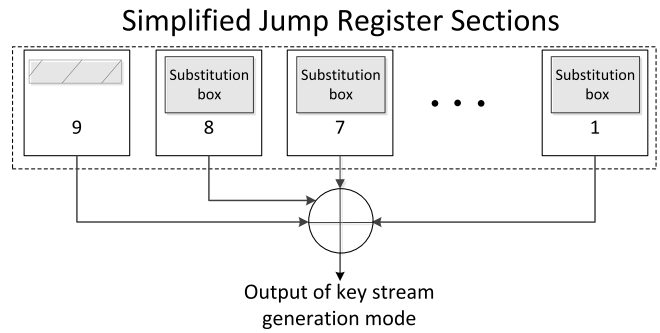 Simplified Jump Register Sections
Substitution
box
Substitution
box
Substitution
box
9
8
7
1
Output of key stream
generation mode